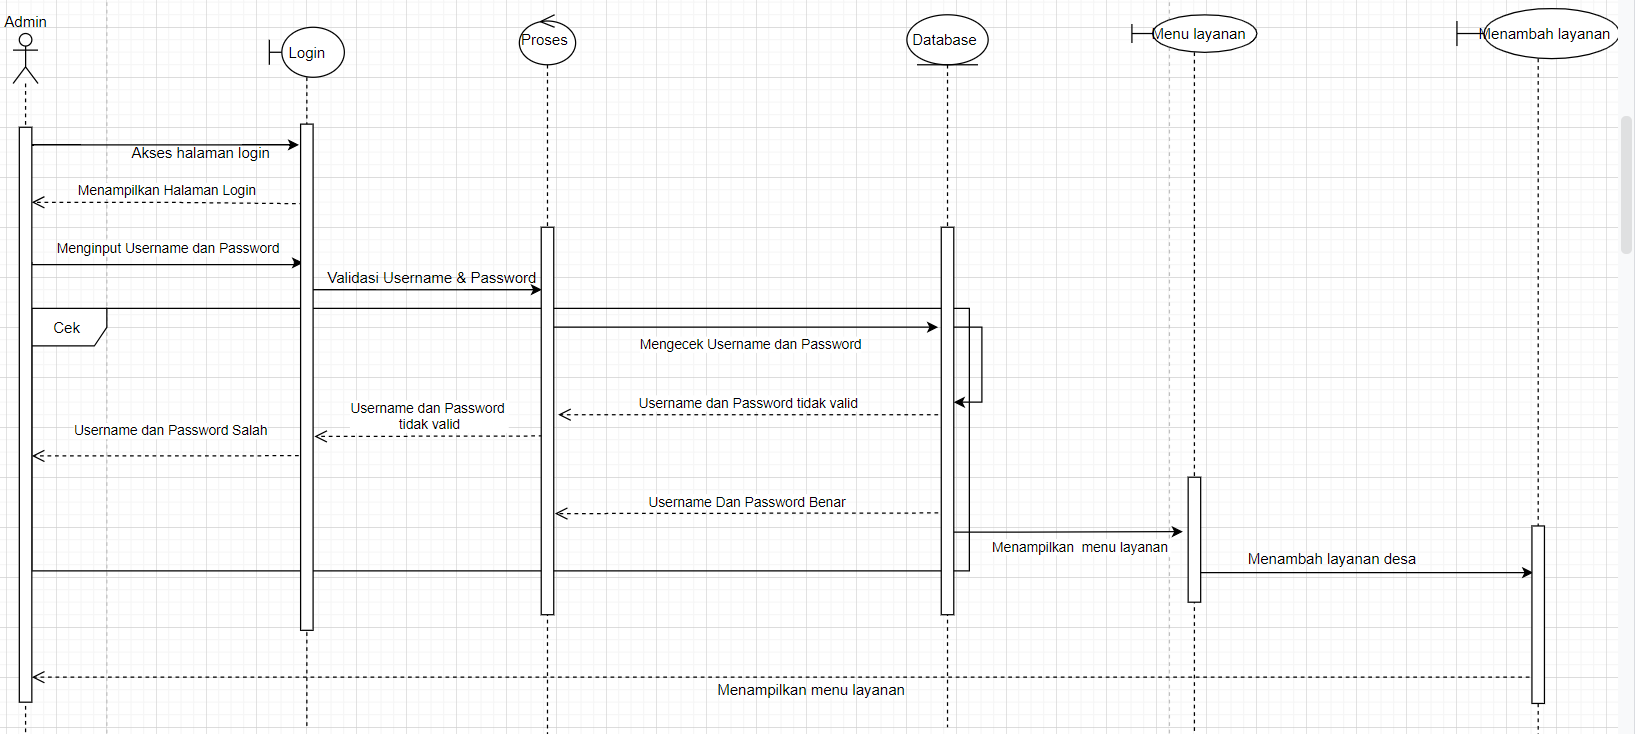 Admin
Login
Proses
Database
Menu layanan
Menambah layanan
Akses halaman login
Menampilkan Halaman Login
Menginput Username dan Password
Validasi Username & Password
Cek
Mengecek Username dan Password
Username dan Password tidak valid
Username dan Password
tidak valid
Username dan Password Salah
Username Dan Password Benar
Menampilkan  menu layanan
Menambah layanan desa
Menampilkan menu layanan